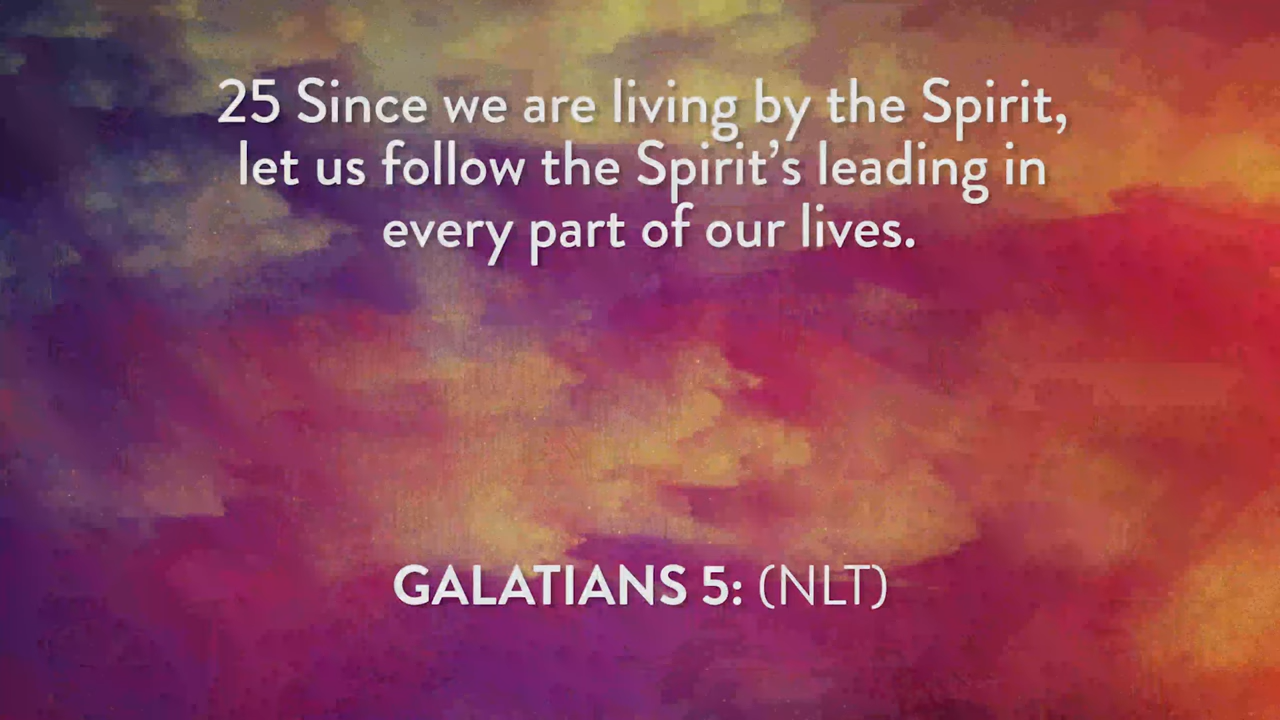 25 Since we are living by the Spirit,
let us follow the Spirit’s leading in
every part of our lives.
GALATIANS 5: (NLT)